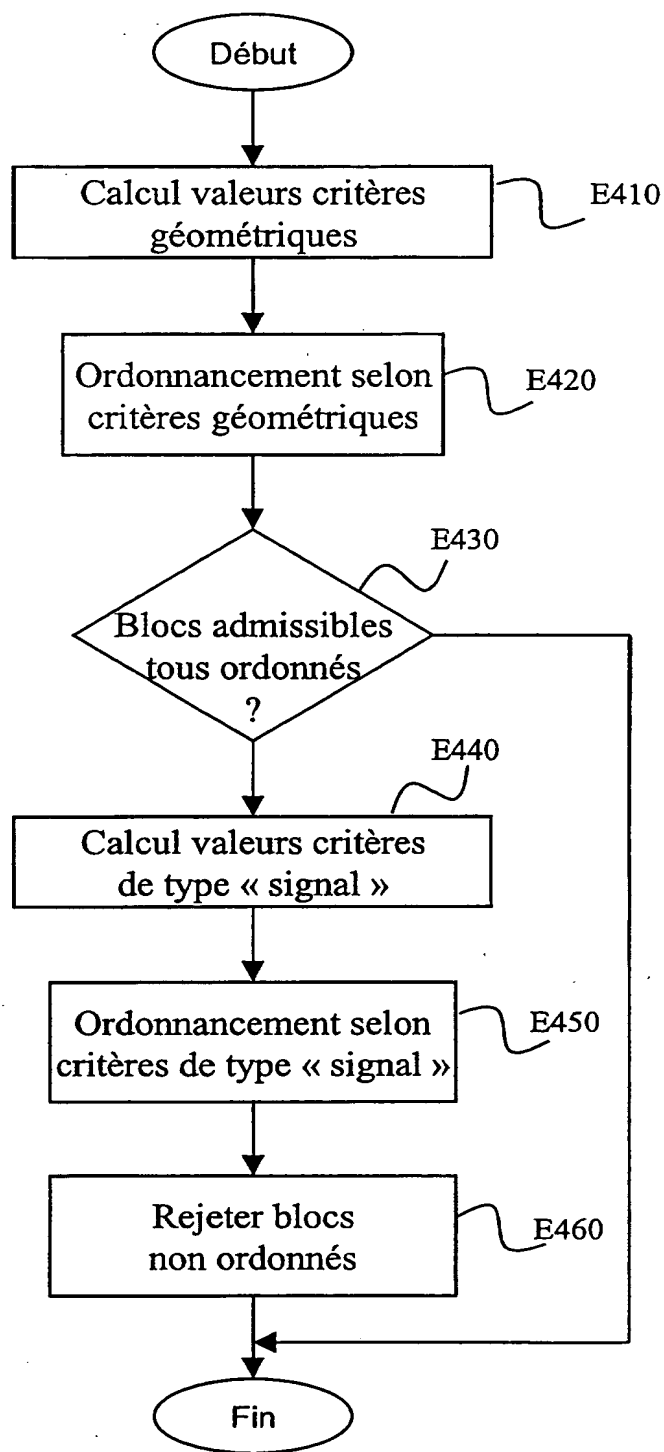 Début
Calcul valeurs critères
géométriques
E410
Ordonnancement selon
critères géométriques
E420
E430
Blocs admissibles
tous ordonnés
?
E440
Calcul valeurs critères
de type « signal »
Ordonnancement selon
critères de type « signal »
E450
Rejeter blocs
non ordonnés
E460
Fin